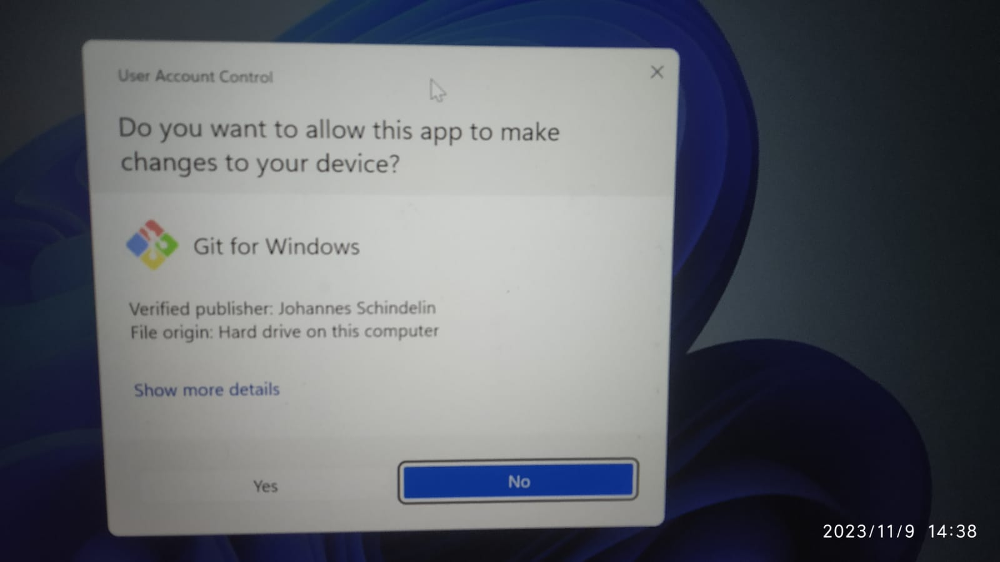 User Account Control
Do you want to allow this app to make
changes to your device?
Git for Windows
Verified publisher: Johannes Schindelin
File origin: Hard drive on this computer
Show more details
Yes
No
2023/11/9 14:38